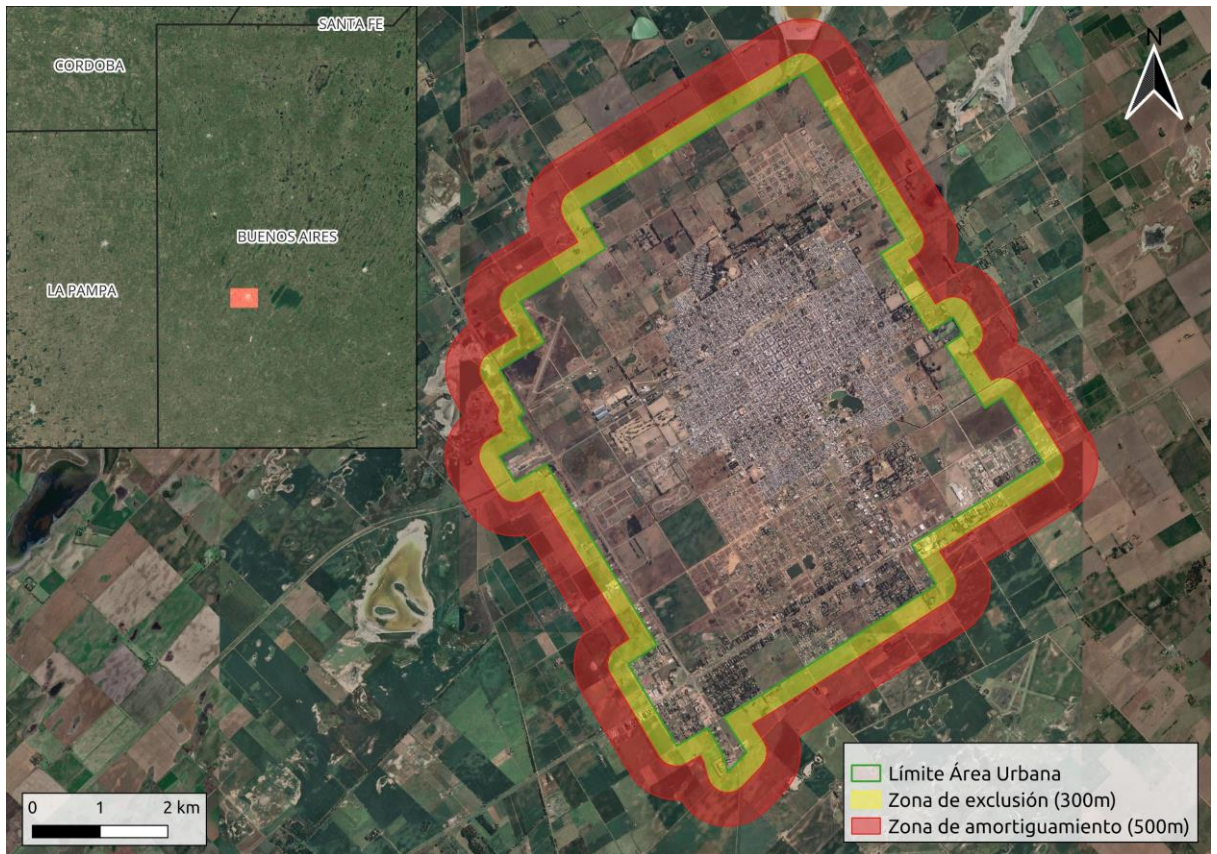 SANTA FE
CORDOBA
BUENOS AIRES
LA PAMPA
N
Límite Área Urbana
Zona de exclusión (300m)
Zona de amortiguamiento (500m)
0 1 2 km